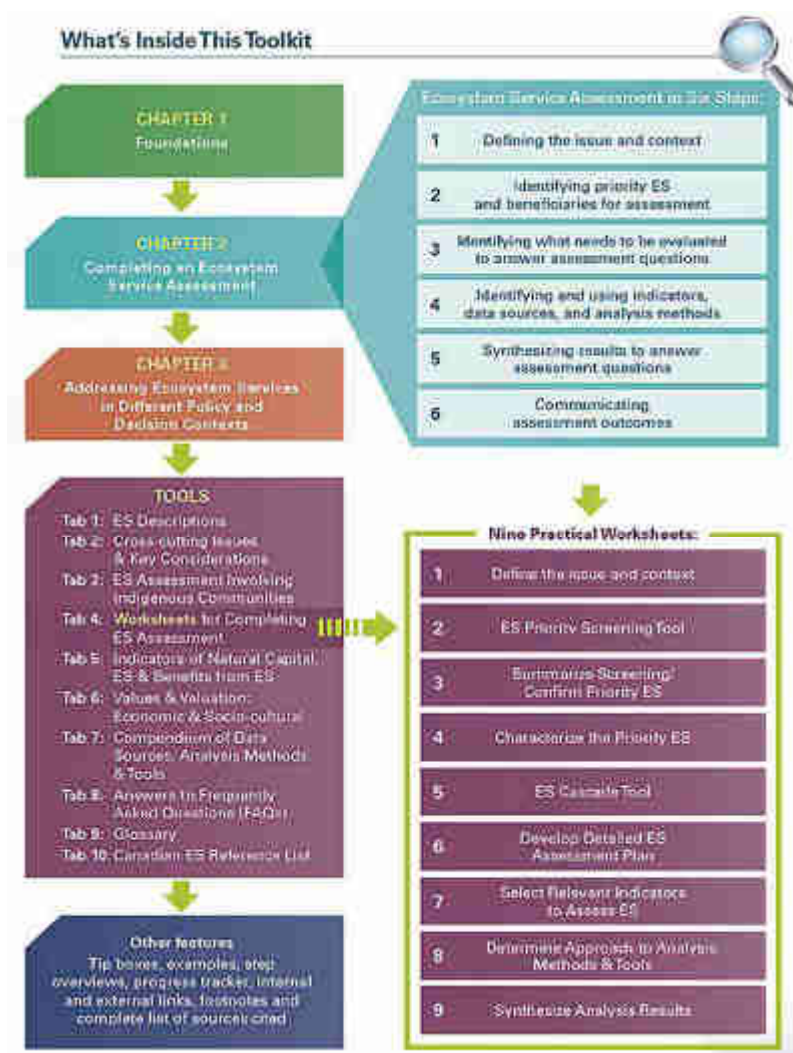 What's Inside This Toolkit
CHAPTER 1
Foundations
CHAPTER 2
Completing an Ecosystem
Service Assessment
CHAPTER 3
Addressing Ecosystem Services
in Different Policy and
Decision Contexts
TOOLS
Tab 1: ES Descriptions
Tab 2: Cross-cutting Issues
& Key Considerations
Tab 3: ES Assessment Involving
Indigenous Communities
Tab 4: Worksheets for Completing
ES Assessment
Tab 5: Indicators of Natural Capital,
ES & Benefits from ES
Tab 6: Values & Valuation:
Economic & Socio-cultural
Tab 7: Compendium of Data
Sources, Analysis Methods
& Tools
Tab 8: Answers to Frequently
Asked Questions (FAQs)
Tab 9: Glossary
Tab 10: Canadian ES Reference List
Other features
Tip boxes, examples, step
overviews, progress tracker, internal
and external links, footnotes and
complete list of sources cited
Ecosystem Service Assessment in Six Steps:
1 Defining the issue and context
2 Identifying priority ES
and beneficiaries for assessment
3 Identifying what needs to be evaluated
to answer assessment questions
4 Identifying and using indicators,
data sources, and analysis methods
5 Synthesizing results to answer
assessment questions
6 Communicating
assessment outcomes
Nine Practical Worksheets:
1 Define the issue and context
2 ES Priority Screening Tool
3 Summarize Screening/
Confirm Priority ES
4 Characterize the Priority ES
5 ES Cascade Tool
6 Develop Detailed ES
Assessment Plan
7 Select Relevant Indicators
to Assess ES
8 Determine Approach to Analysis
Methods & Tools
9 Synthesize Analysis Results